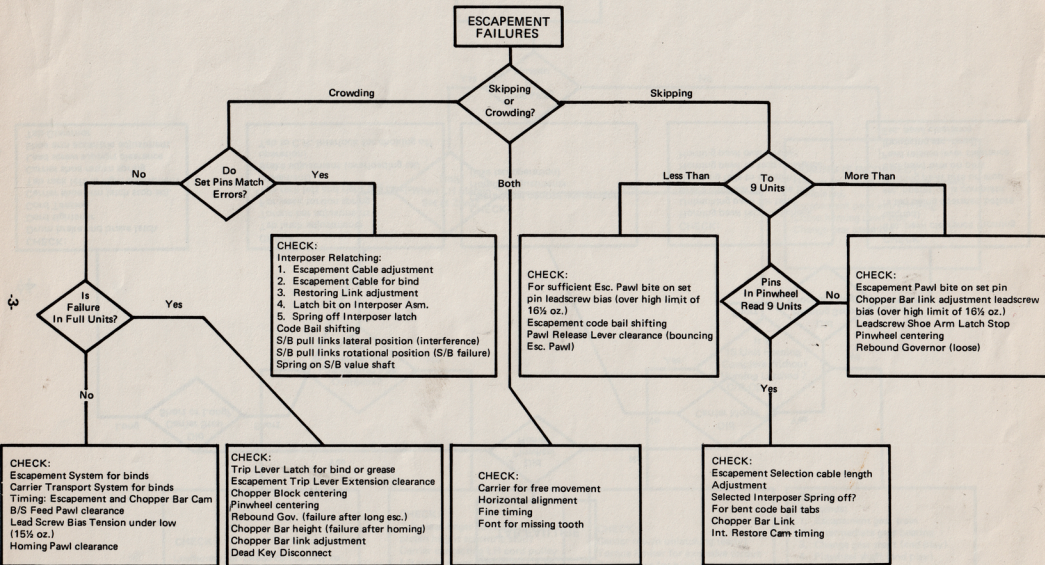 ESCAPEMENT
FAILURES
Skipping
or
Crowding?
Crowding
Skipping
Both
Do
Set Pins Match
Errors?
No
Yes
To
9 Units
Less Than
More Than
CHECK:
Interposer Relatching:
1. Escapement Cable adjustment
2. Escapement Cable for bind
3. Restoring Link adjustment
4. Latch bit on Interposer Asm.
5. Spring off Interposer latch
Code Bail shifting
S/B pull links lateral position (interference)
S/B pull links rotational position (S/B failure)
Spring on S/B value shaft
CHECK:
For sufficient Esc. Pawl bite on set
pin leadscrew bias (over high limit of
16½ oz.)
Escapement code bail shifting
Pawl Release Lever clearance (bouncing
Esc. Pawl)
Pins
In Pinwheel
Read 9 Units
No
Yes
CHECK:
Escapement Pawl bite on set pin
Chopper Bar link adjustment leadscrew
bias (over high limit of 16½ oz.)
Leadscrew Shoe Arm Latch Stop
Pinwheel centering
Rebound Governor (loose)
-3-
Is
Failure
In Full Units?
Yes
No
CHECK:
Escapement System for binds
Carrier Transport System for binds
Timing: Escapement and Chopper Bar Cam
B/S Feed Pawl clearance
Lead Screw Bias Tension under low
(15½ oz.)
Homing Pawl clearance
CHECK:
Trip Lever Latch for bind or grease
Escapement Trip Lever Extension clearance
Chopper Block centering
Pinwheel centering
Rebound Gov. (failure after long esc.)
Chopper Bar height (failure after homing)
Chopper Bar link adjustment
Dead Key Disconnect
CHECK:
Carrier for free movement
Horizontal alignment
Fine timing
Font for missing tooth
CHECK:
Escapement Selection cable length
Adjustment
Selected Interposer Spring off?
For bent code bail tabs
Chopper Bar Link
Int. Restore Cam timing